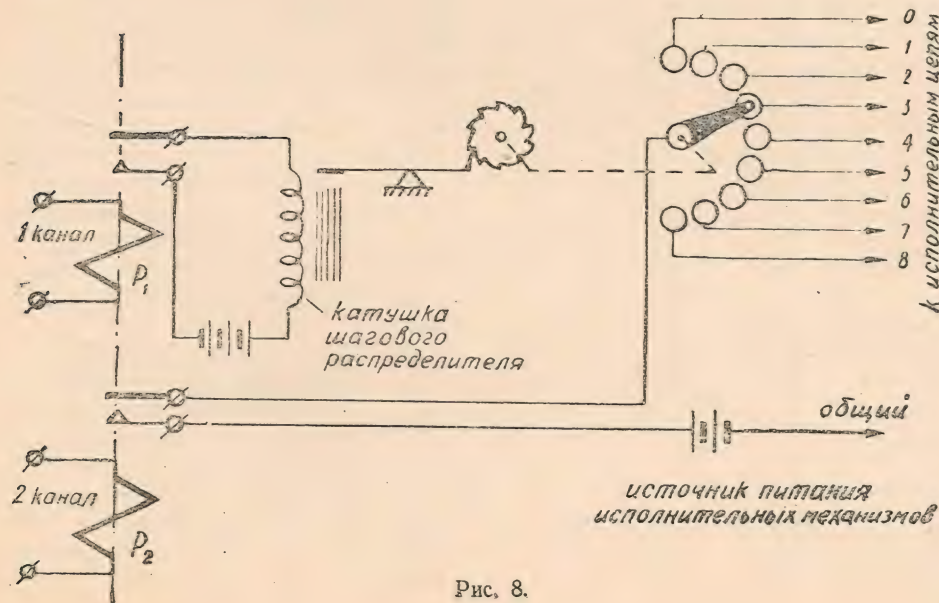 0
1
2
3
4
5
6
7
8
к исполнительным цепям
1 канал
P₁
катушка
шагового
распределителя
общий
2 канал
P₂
источник питания
исполнительных механизмов
Рис. 8.